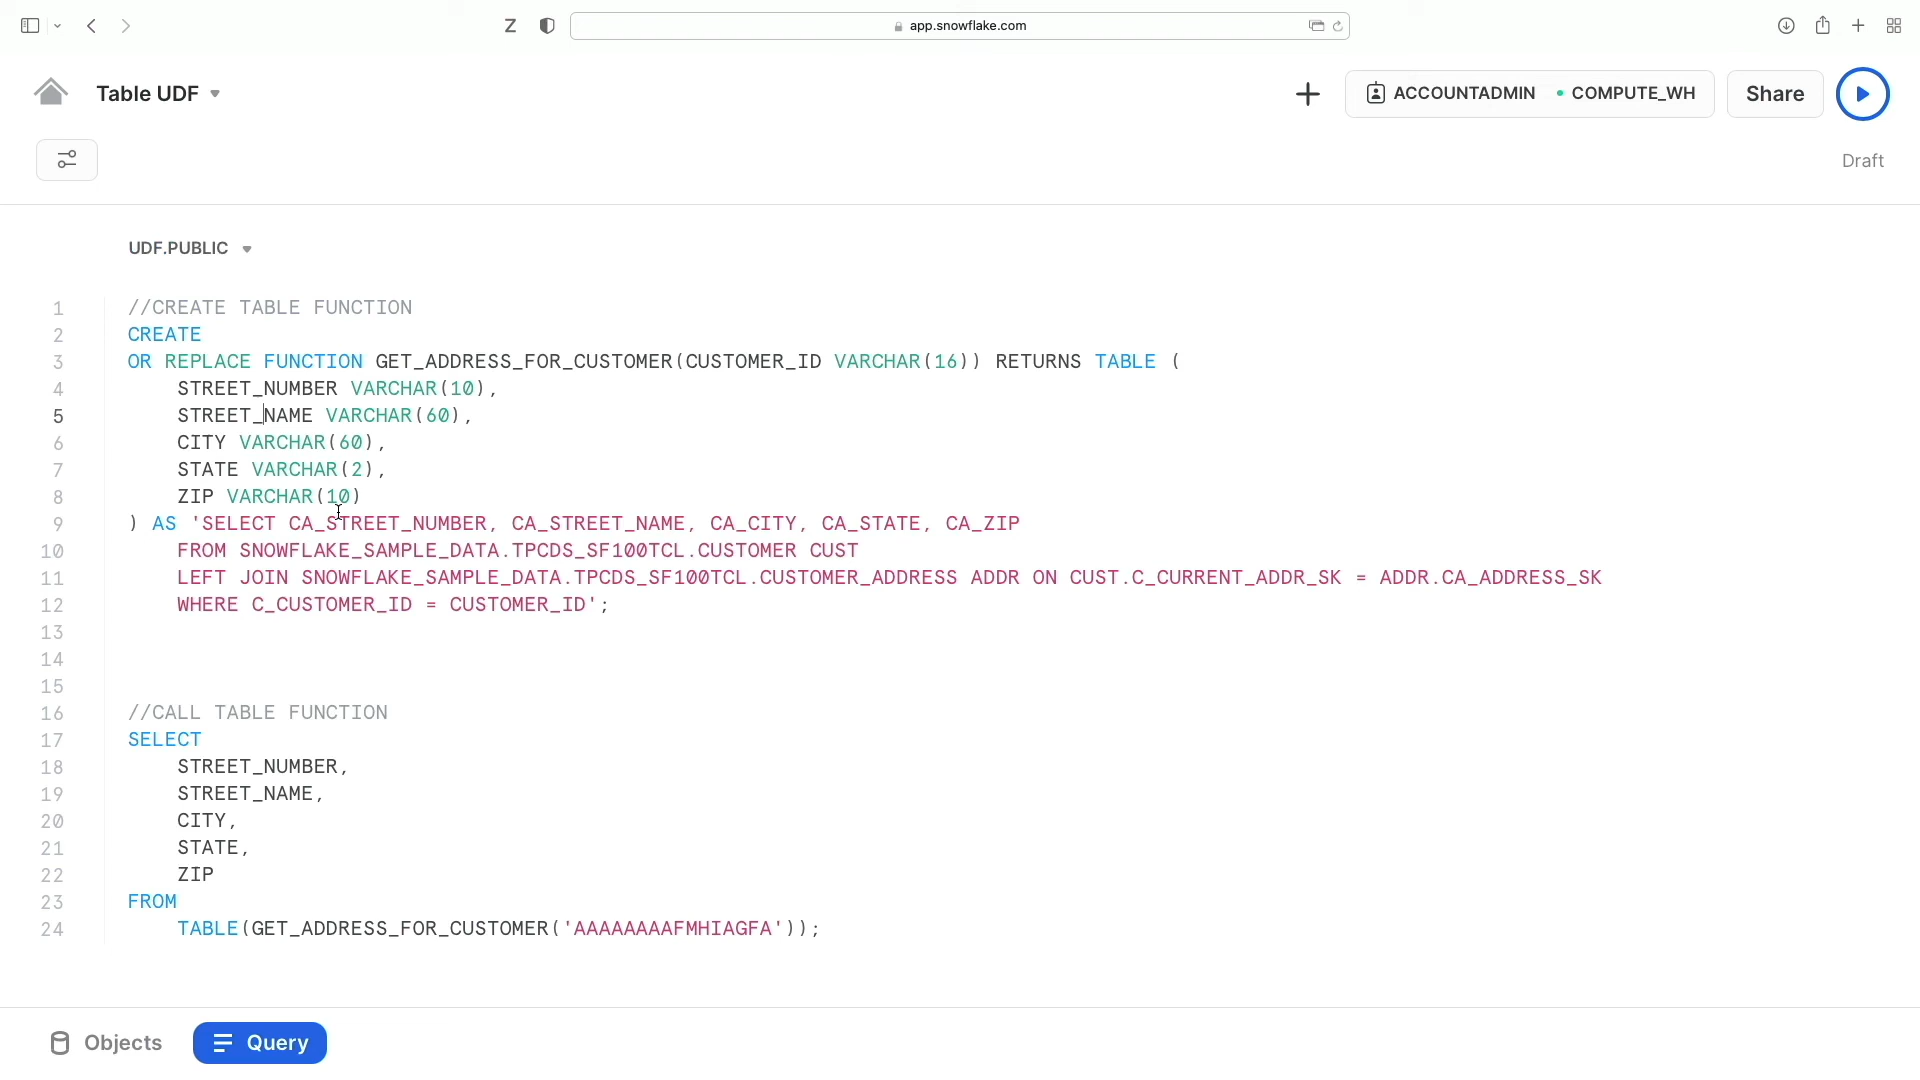 Z
app.snowflake.com
Table UDF
ACCOUNTADMIN COMPUTE_WH
Share
Draft
UDF.PUBLIC
1 //CREATE TABLE FUNCTION
2 CREATE
3 OR REPLACE FUNCTION GET_ADDRESS_FOR_CUSTOMER(CUSTOMER_ID VARCHAR(16)) RETURNS TABLE (
4 STREET_NUMBER VARCHAR(10),
5 STREET_NAME VARCHAR(60),
6 CITY VARCHAR(60),
7 STATE VARCHAR(2),
8 ZIP VARCHAR(10)
9 ) AS 'SELECT CA_STREET_NUMBER, CA_STREET_NAME, CA_CITY, CA_STATE, CA_ZIP
10 FROM SNOWFLAKE_SAMPLE_DATA.TPCDS_SF100TCL.CUSTOMER CUST
11 LEFT JOIN SNOWFLAKE_SAMPLE_DATA.TPCDS_SF100TCL.CUSTOMER_ADDRESS ADDR ON CUST.C_CURRENT_ADDR_SK = ADDR.CA_ADDRESS_SK
12 WHERE C_CUSTOMER_ID = CUSTOMER_ID';
13
14
15
16 //CALL TABLE FUNCTION
17 SELECT
18 STREET_NUMBER,
19 STREET_NAME,
20 CITY,
21 STATE,
22 ZIP
23 FROM
24 TABLE(GET_ADDRESS_FOR_CUSTOMER('AAAAAAAAFMHIAGFA'));
Objects
Query